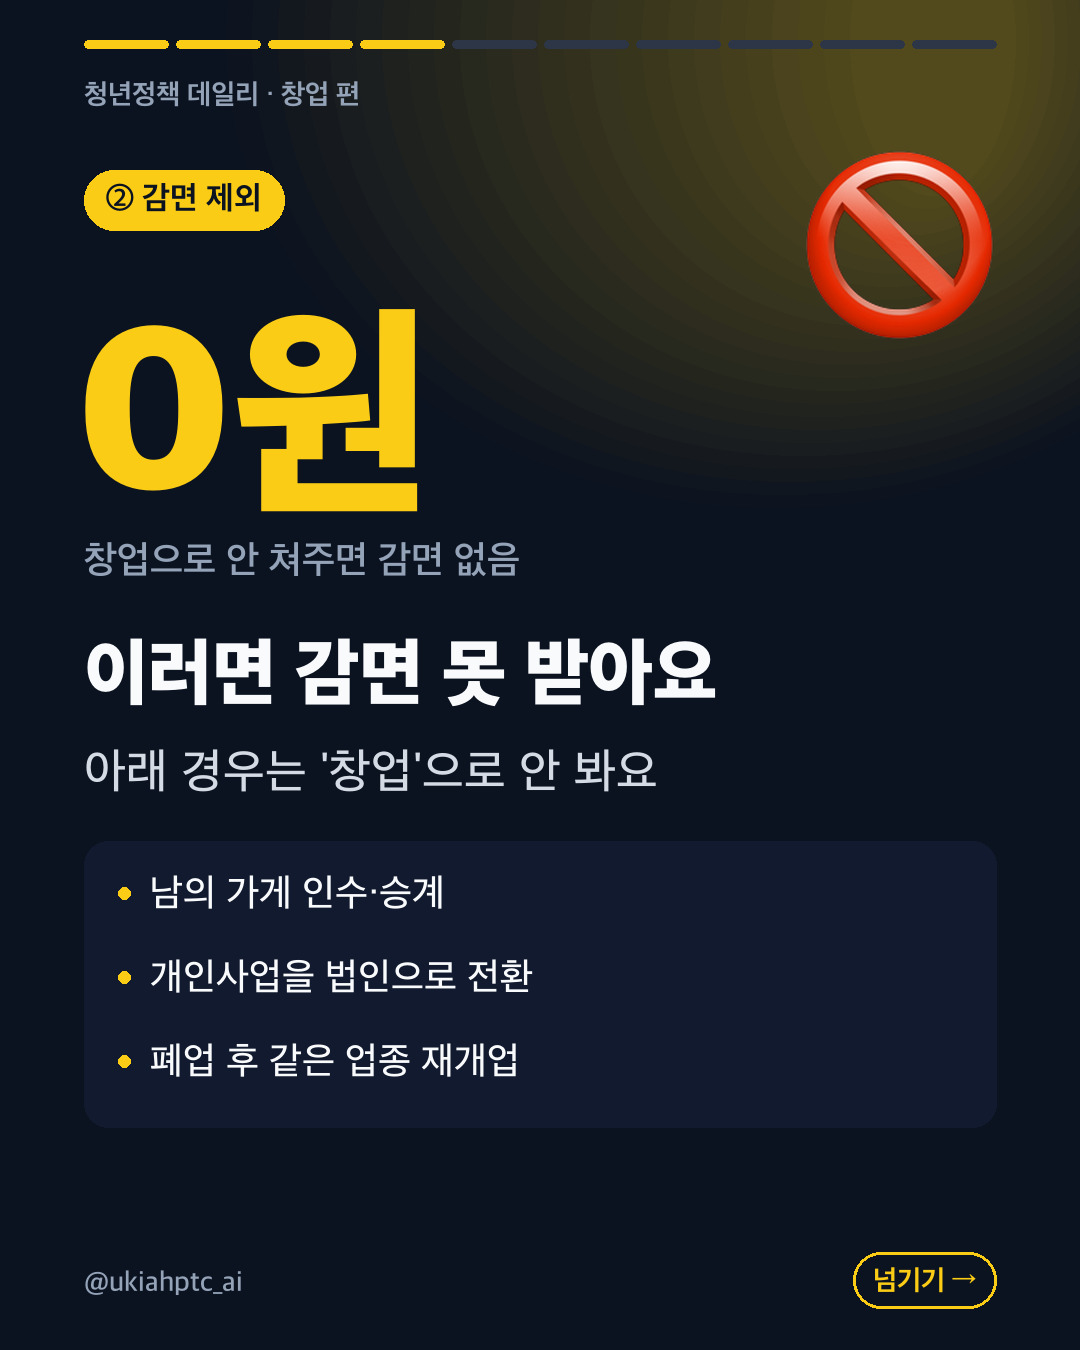 청년정책 데일리 · 창업 편
② 감면 제외
0원
창업으로 안 쳐주면 감면 없음
이러면 감면 못 받아요
아래 경우는 '창업'으로 안 봐요
• 남의 가게 인수·승계
• 개인사업을 법인으로 전환
• 폐업 후 같은 업종 재개업
@ukiahptc_ai
넘기기 →